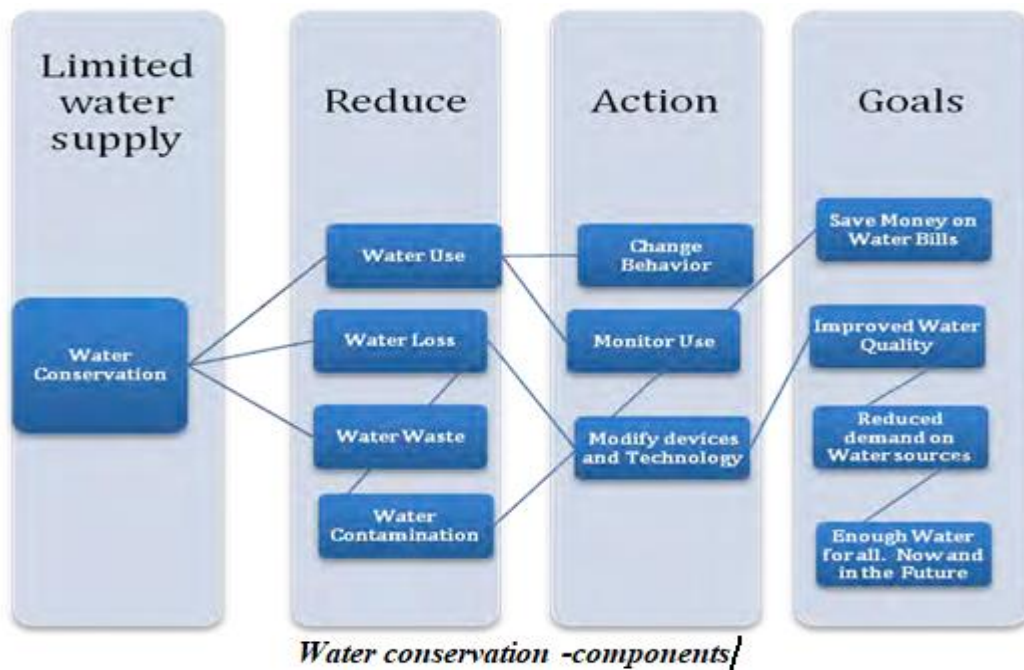 Limited
water
supply
Water
Conservation
Reduce
Water Use
Water Loss
Water Waste
Water
Contamination
Action
Change
Behavior
Monitor Use
Modify devices
and Technology
Goals
Save Money on
Water Bills
Improved Water
Quality
Reduced
demand on
Water sources
Enough Water
for all. Now and
in the Future
Water conservation -components/